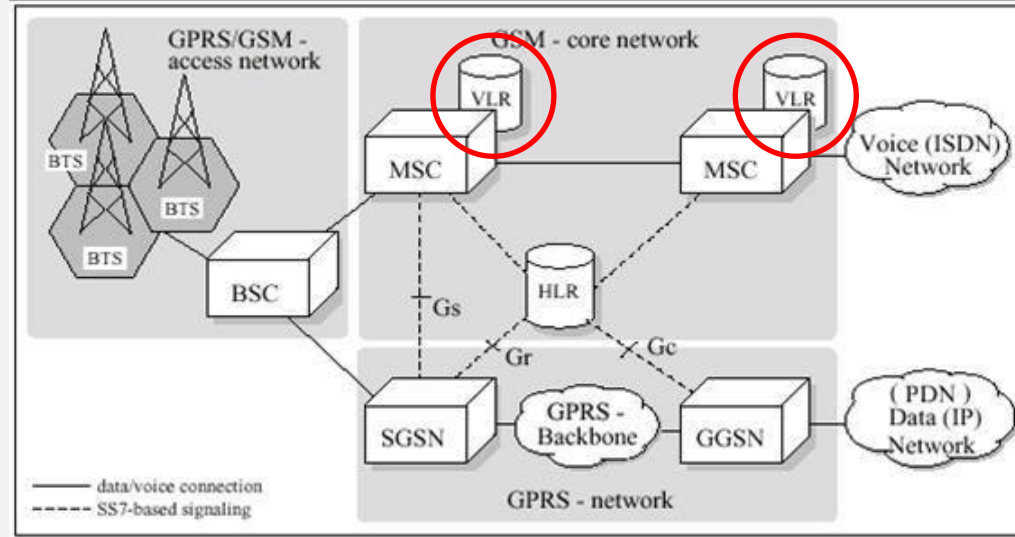 GPRS/GSM -
access network
GSM - core network
VLR
VLR
BTS
BTS
BTS
MSC
MSC
Voice (ISDN)
Network
BSC
HLR
Gs
Gr
Gc
SGSN
GPRS -
Backbone
GGSN
( PDN )
Data (IP)
Network
data/voice connection
SS7-based signaling
GPRS - network